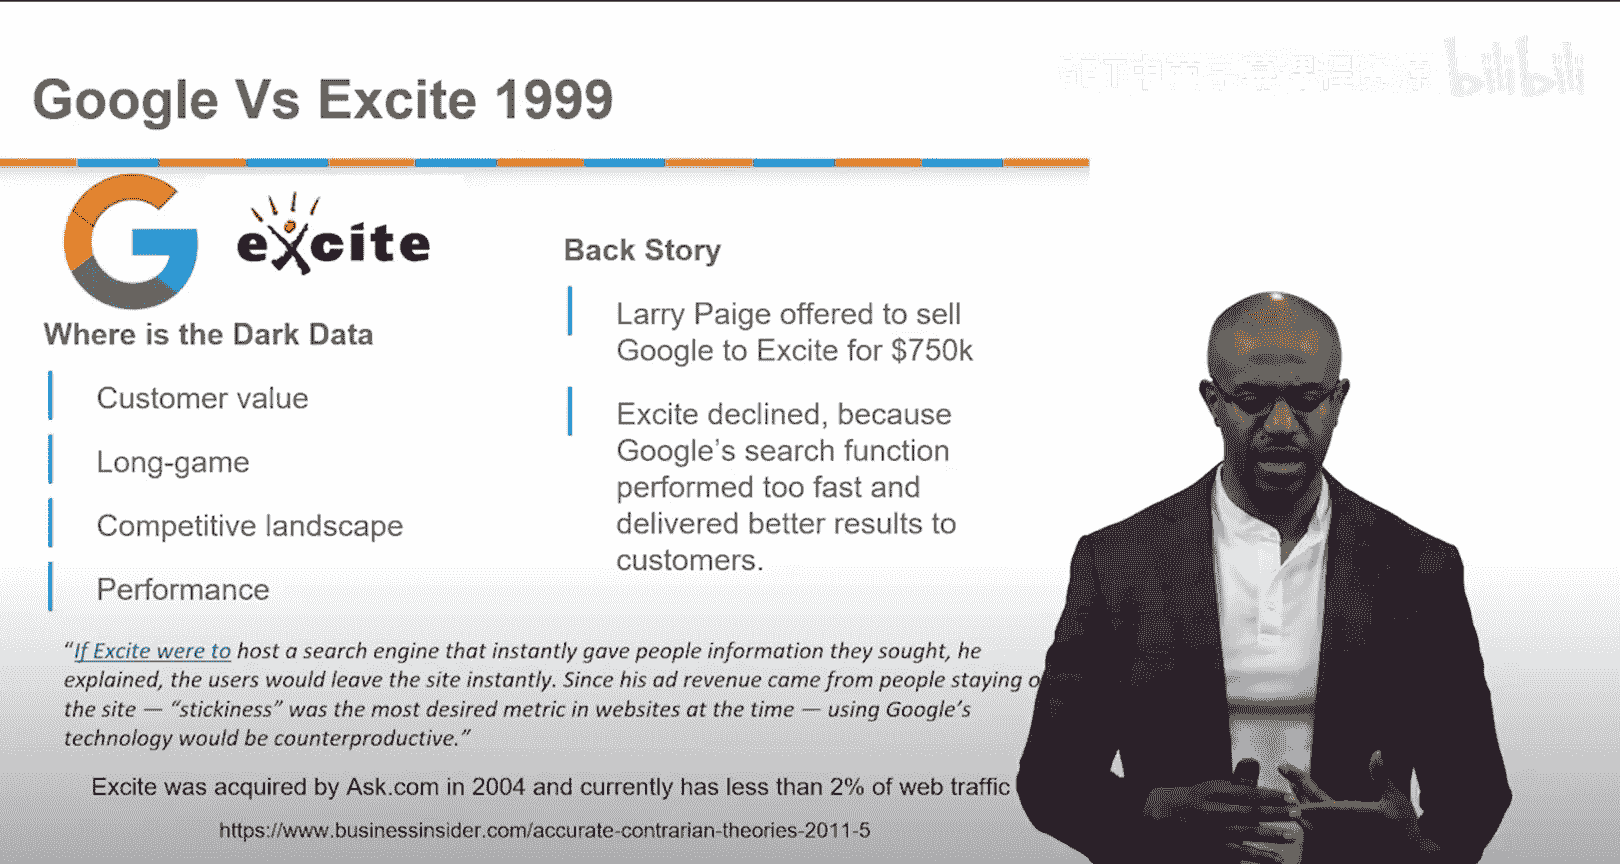 Google Vs Excite 1999
bilibili
excite
Where is the Dark Data
Customer value
Long-game
Competitive landscape
Performance
Back Story
Larry Paige offered to sell
Google to Excite for $750k
Excite declined, because
Google’s search function
performed too fast and
delivered better results to
customers.
“If Excite were to host a search engine that instantly gave people information they sought, he
explained, the users would leave the site instantly. Since his ad revenue came from people staying o
the site — “stickiness” was the most desired metric in websites at the time — using Google’s
technology would be counterproductive.”
Excite was acquired by Ask.com in 2004 and currently has less than 2% of web traffic
https://www.businessinsider.com/accurate-contrarian-theories-2011-5